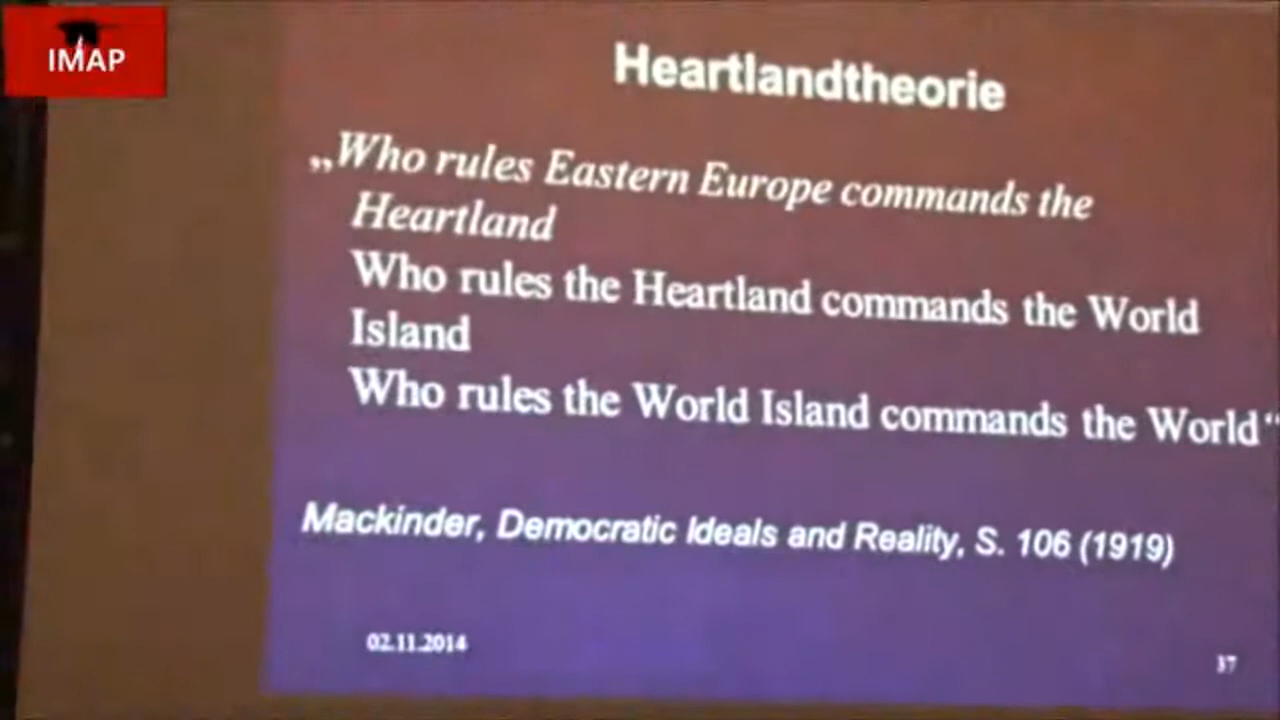 IMAP
Heartlandtheorie
„Who rules Eastern Europe commands the
Heartland
Who rules the Heartland commands the World
Island
Who rules the World Island commands the World“
Mackinder, Democratic Ideals and Reality, S. 106 (1919)
02.11.2014
37